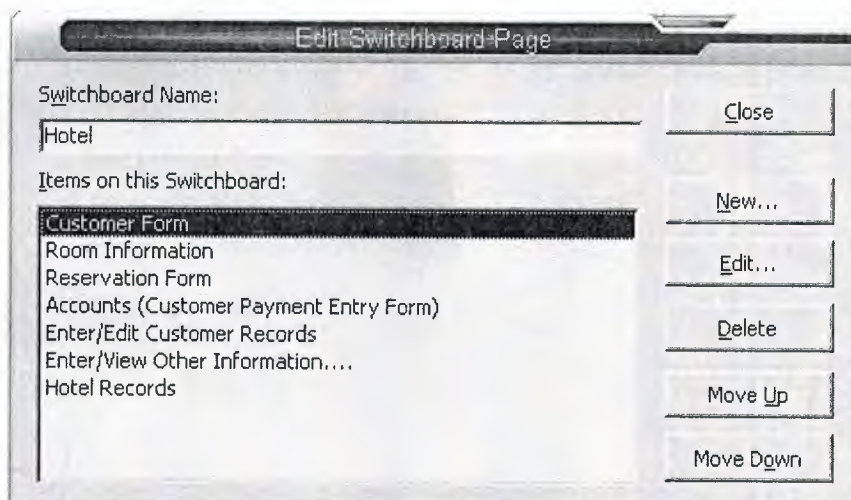 Edit Switchboard Page
Switchboard Name:
Hotel
Items on this Switchboard:
Customer Form
Room Information
Reservation Form
Accounts (Customer Payment Entry Form)
Enter/Edit Customer Records
Enter/View Other Information....
Hotel Records
Close
New...
Edit...
Delete
Move Up
Move Down